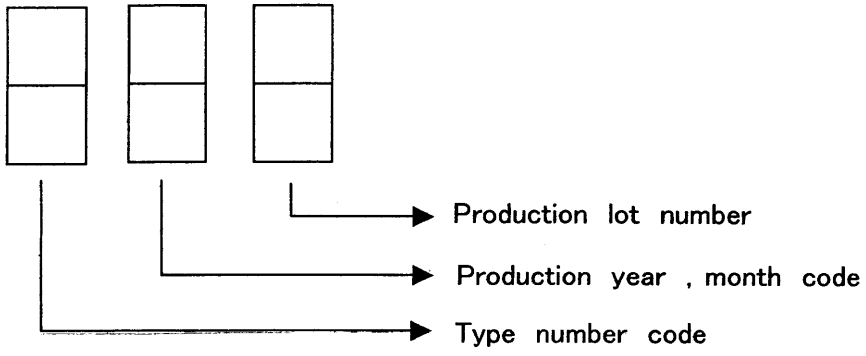 Production lot number
Production year , month code
Type number code